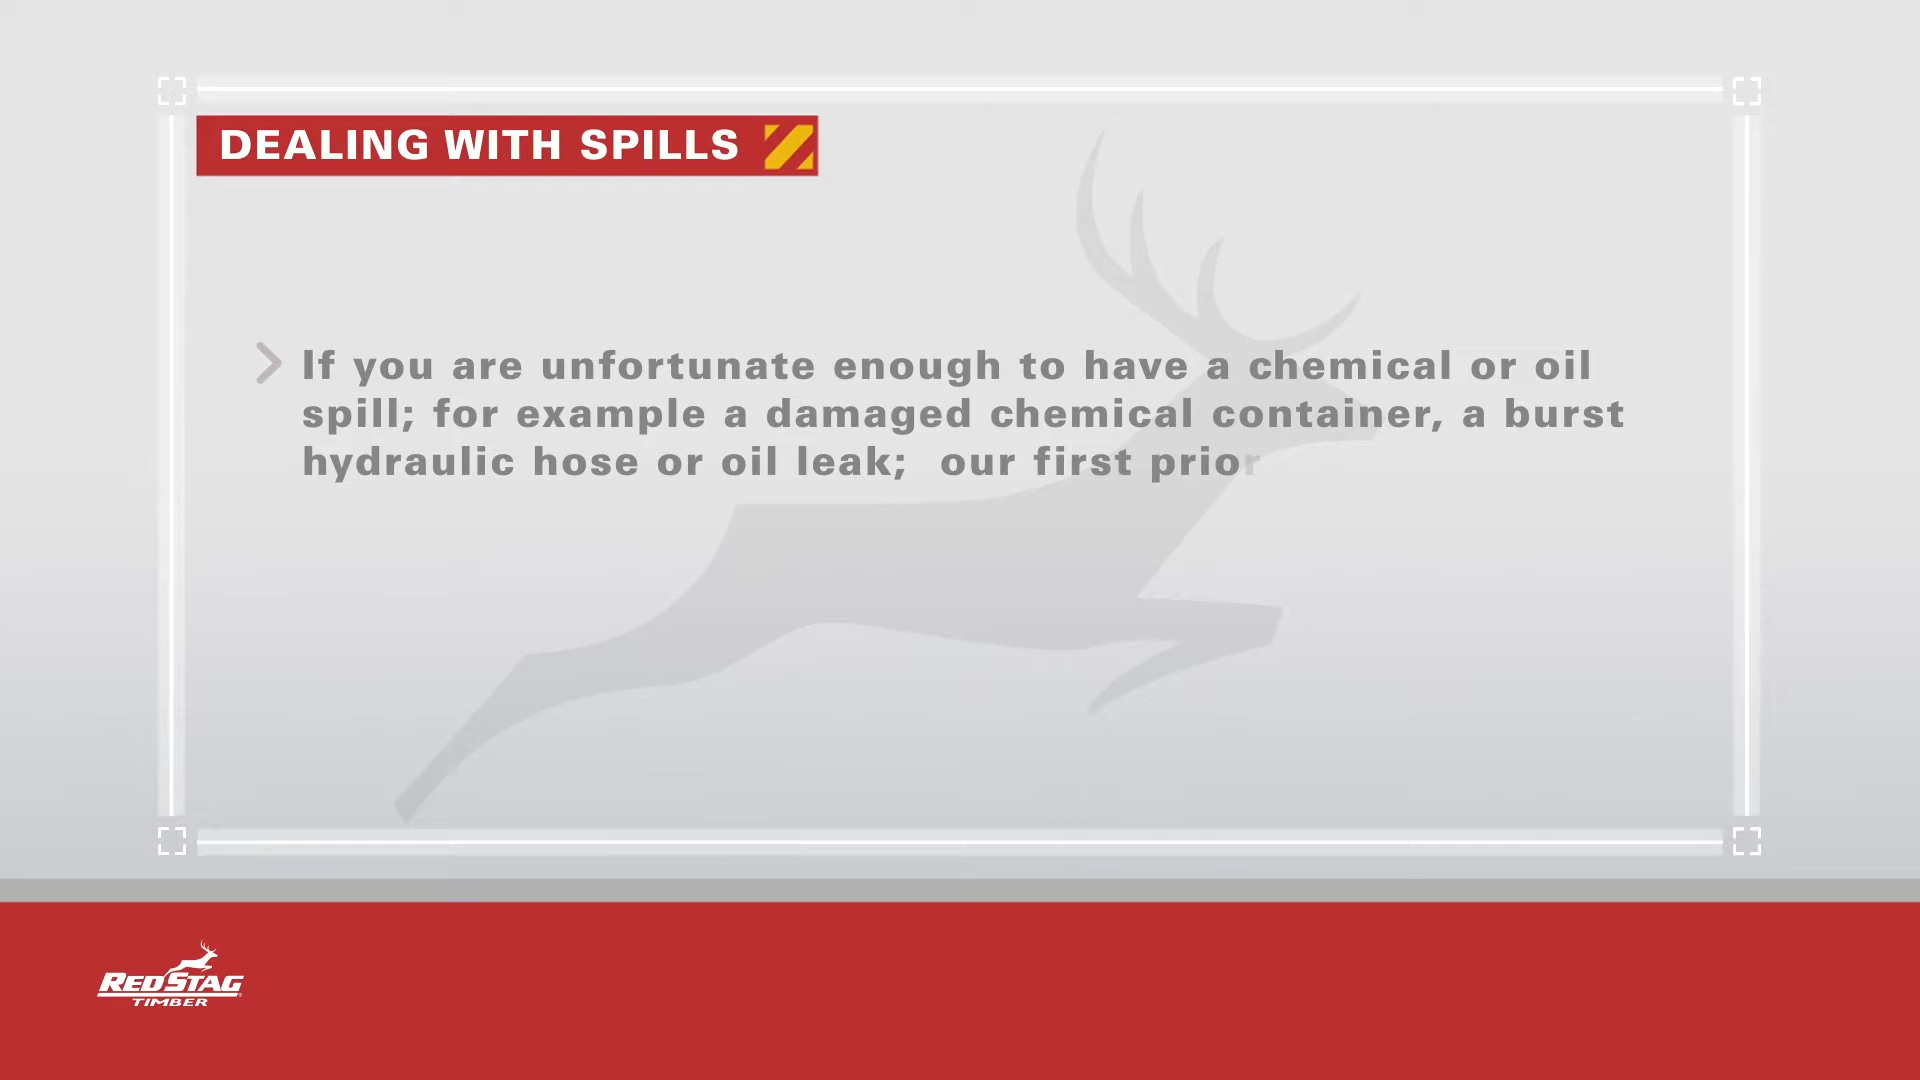 DEALING WITH SPILLS
If you are unfortunate enough to have a chemical or oil
spill; for example a damaged chemical container, a burst
hydraulic hose or oil leak;  our first prior
REDSTAG
TIMBER